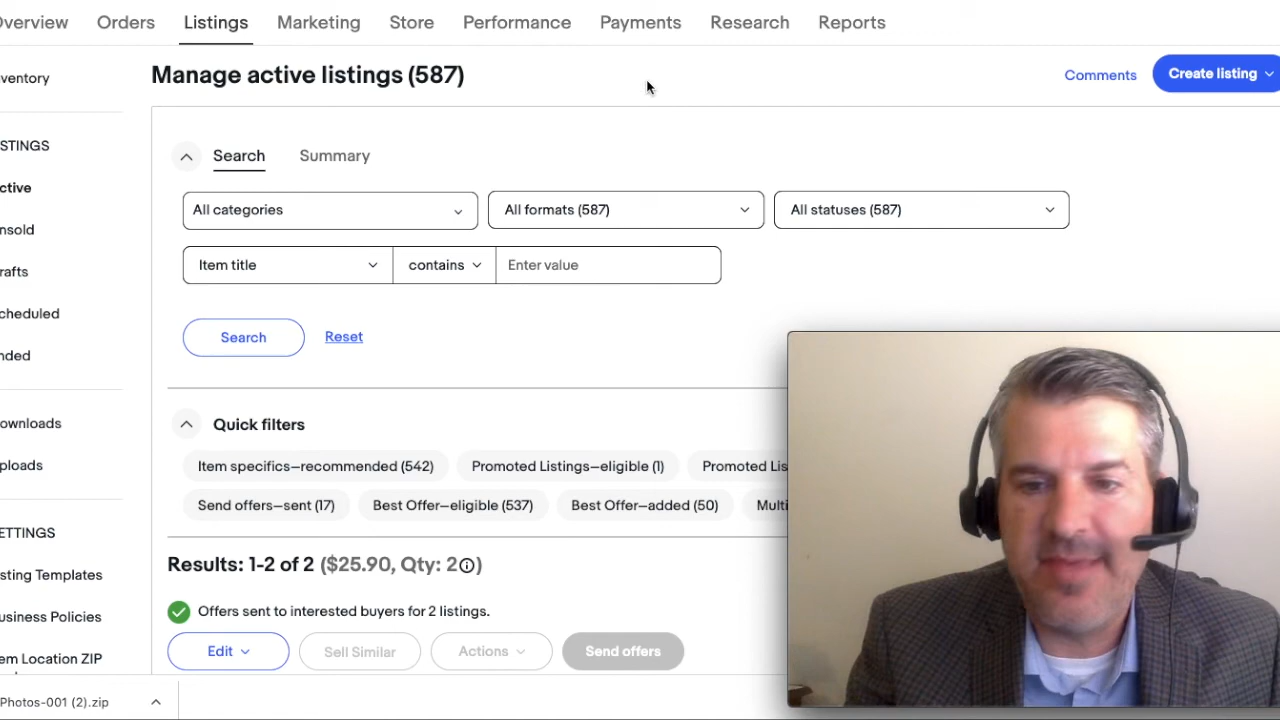 verview Orders Listings Marketing Store Performance Payments Research Reports
ventory
Manage active listings (587)
Comments
Create listing
STINGS
Search Summary
ctive
All categories All formats (587) All statuses (587)
nsold
Item title contains Enter value
rafts
cheduled
Search Reset
nded
ownloads
Quick filters
ploads
Item specifics—recommended (542) Promoted Listings—eligible (1) Promoted Lis
Send offers—sent (17) Best Offer—eligible (537) Best Offer—added (50) Multi
ETTINGS
Results: 1-2 of 2 ($25.90, Qty: 2)
sting Templates
Offers sent to interested buyers for 2 listings.
usiness Policies
Edit Sell Similar Actions Send offers
em Location ZIP
Photos-001 (2).zip